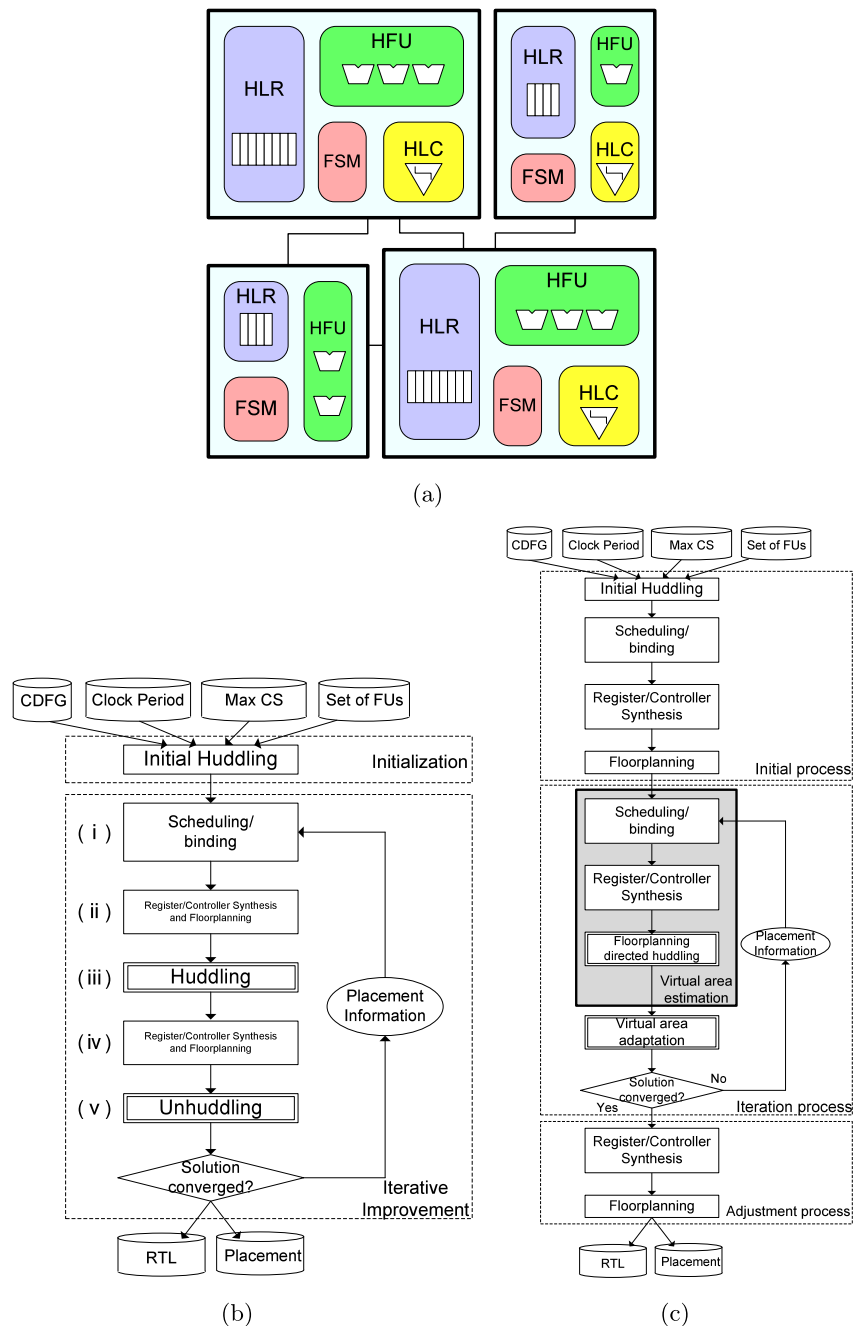 HFU
HLR
FSM
HLC
HFU
HLR
HLC
FSM
HLR
HFU
FSM
HFU
HLR
FSM
HLC
(a)
CDFG
Clock Period
Max CS
Set of FUs
Initial Huddling
Initialization
( i )
Scheduling/
binding
( ii )
Register/Controller Synthesis
and Floorplanning
( iii )
Huddling
Placement
Information
( iv )
Register/Controller Synthesis
and Floorplanning
( v )
Unhuddling
Solution
converged?
Iterative
Improvement
RTL
Placement
(b)
CDFG
Clock Period
Max CS
Set of FUs
Initial Huddling
Scheduling/
binding
Register/Controller
Synthesis
Floorplanning
Initial process
Scheduling/
binding
Register/Controller
Synthesis
Floorplanning
directed huddling
Placement
Information
Virtual area
estimation
Virtual area
adaptation
Solution
converged?
No
Yes
Iteration process
Register/Controller
Synthesis
Floorplanning
Adjustment process
RTL
Placement
(c)